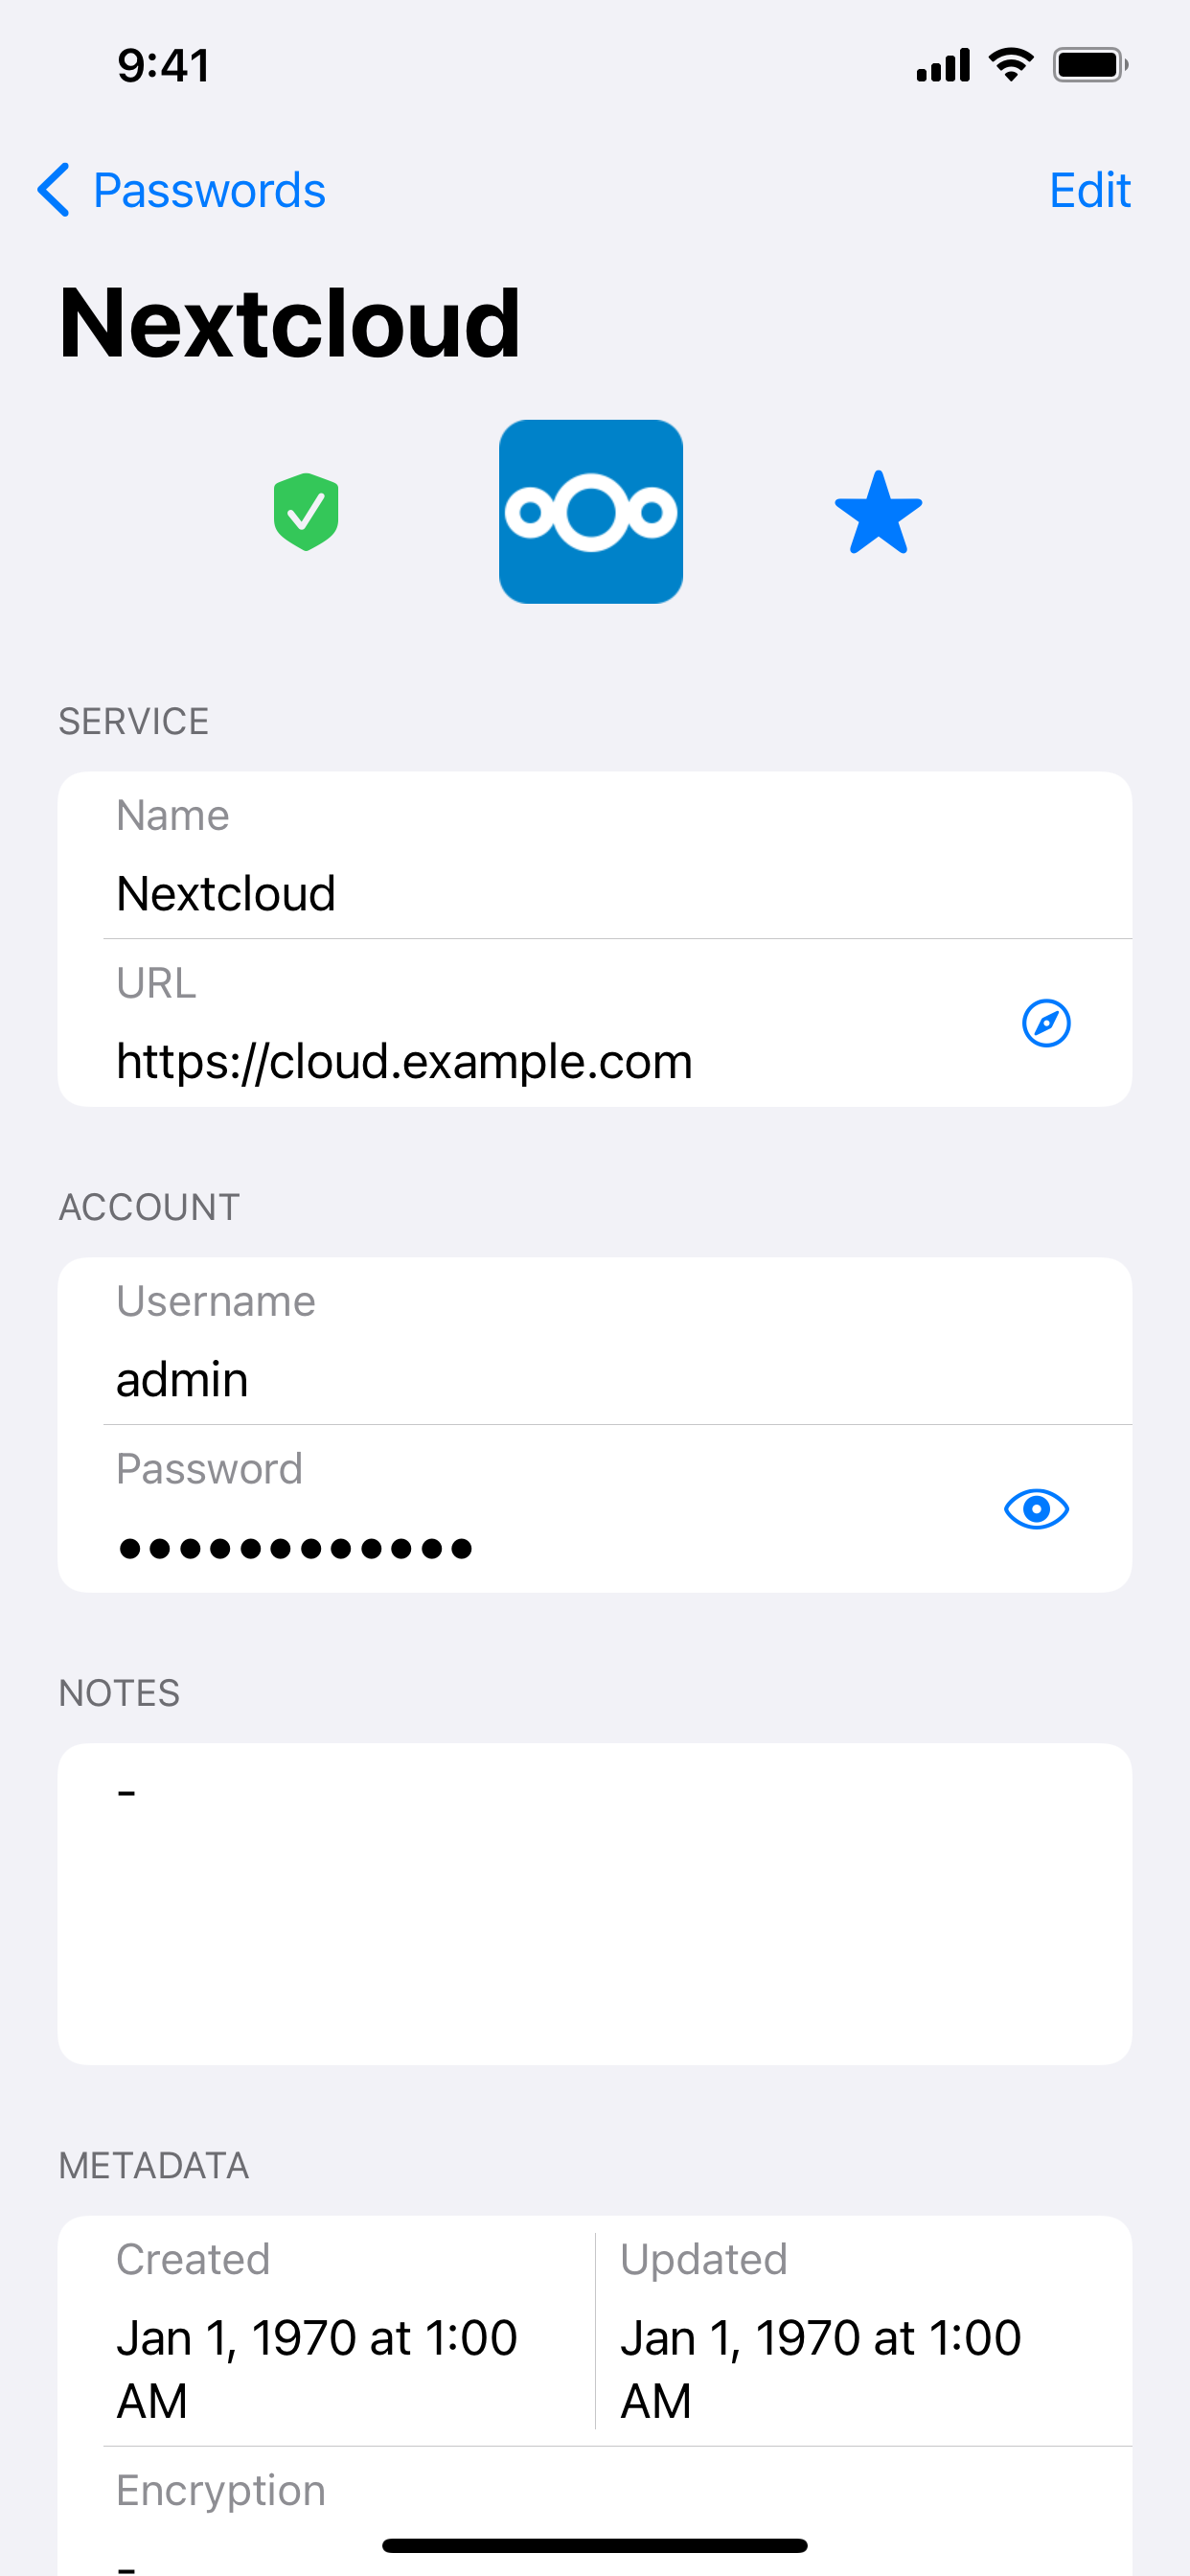 9:41
Passwords
Edit
Nextcloud
SERVICE
Name
Nextcloud
URL
https://cloud.example.com
ACCOUNT
Username
admin
Password
●●●●●●●●●●●●
NOTES
-
METADATA
Created
Updated
Jan 1, 1970 at 1:00
AM
Jan 1, 1970 at 1:00
AM
Encryption
-